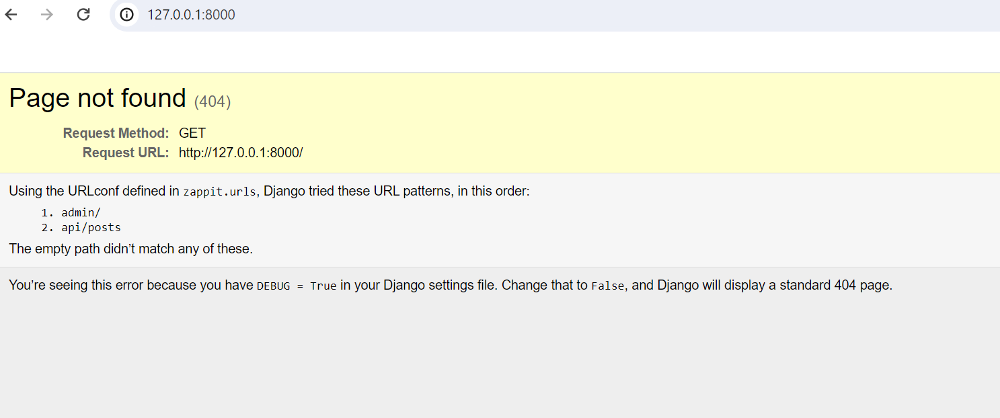 127.0.0.1:8000
Page not found (404)
Request Method: GET
Request URL: http://127.0.0.1:8000/
Using the URLconf defined in zappit.urls, Django tried these URL patterns, in this order:
1. admin/
2. api/posts
The empty path didn’t match any of these.
You’re seeing this error because you have DEBUG = True in your Django settings file. Change that to False, and Django will display a standard 404 page.